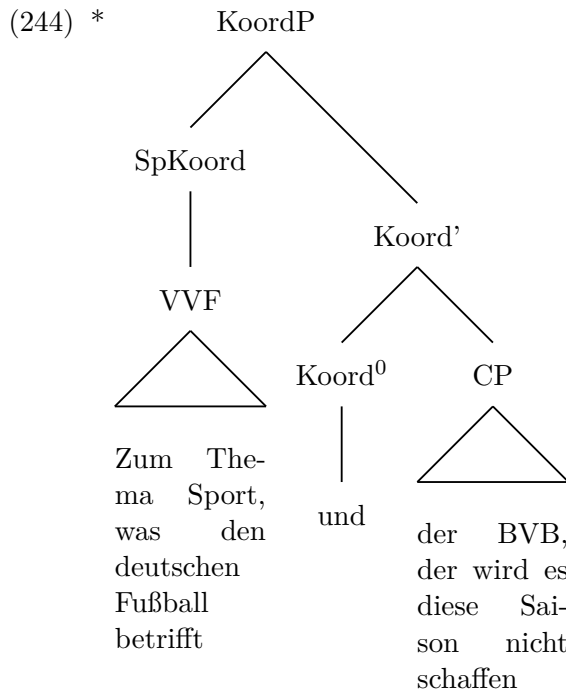 (244) * KoordP
SpKoord
Koord'
VVF
Koord⁰ CP
Zum The-
ma Sport,
was den
deutschen
Fußball
betrifft
und
der BVB,
der wird es
diese Sai-
son nicht
schaffen